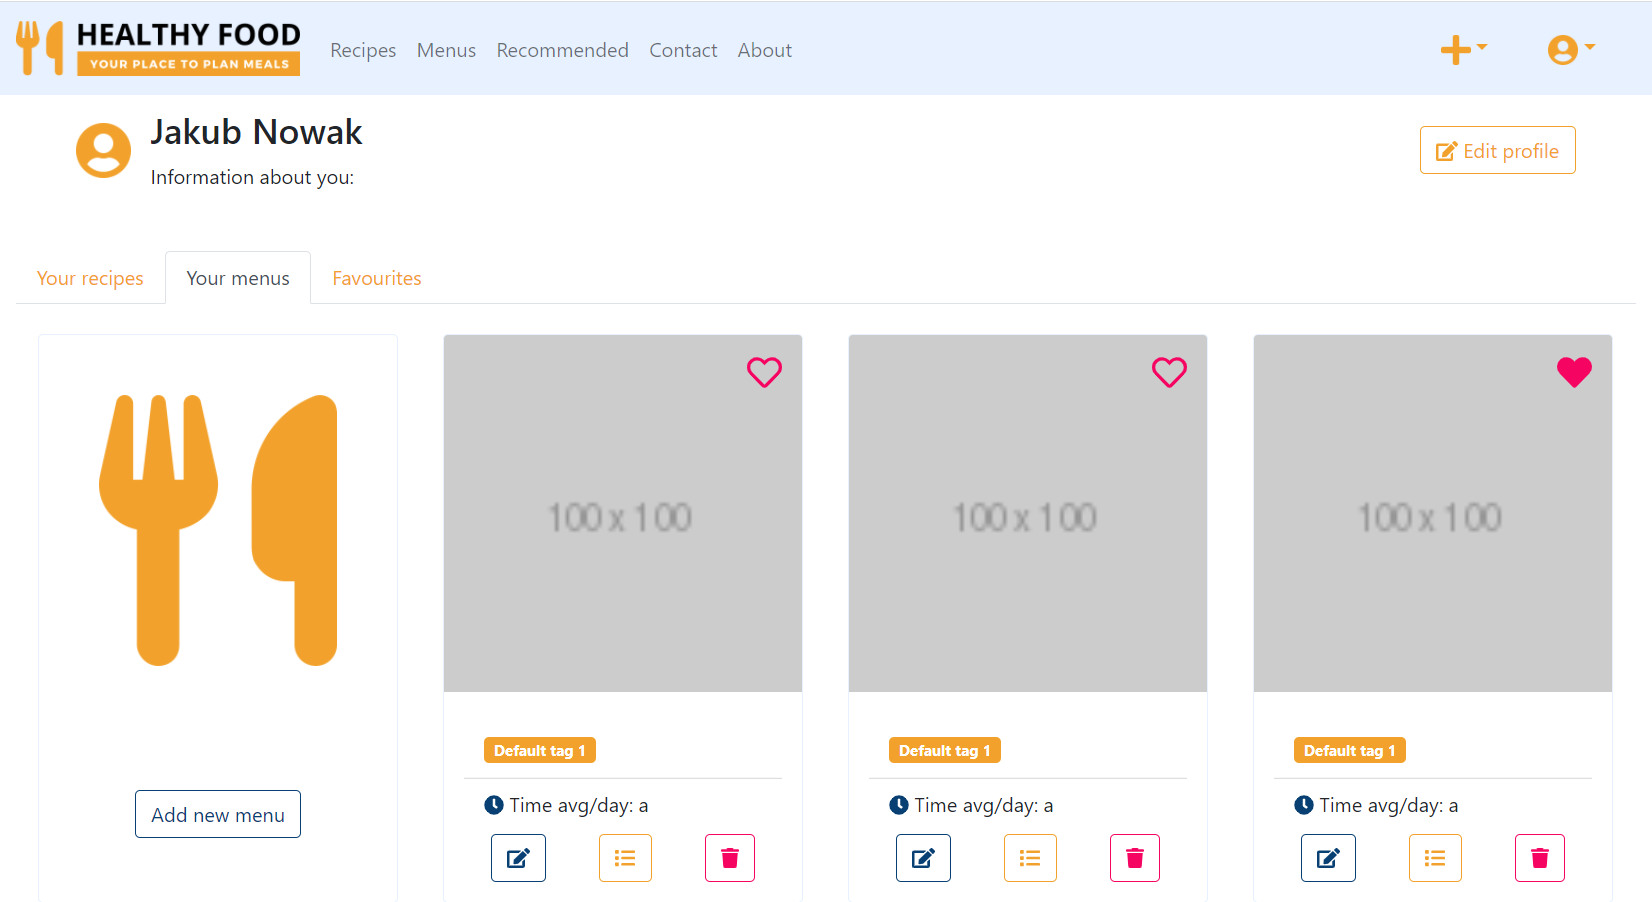 HEALTHY FOOD
YOUR PLACE TO PLAN MEALS
Recipes Menus Recommended Contact About
Jakub Nowak
Information about you:
Edit profile
Your recipes Your menus Favourites
100 x 100 100 x 100 100 x 100
Default tag 1 Default tag 1 Default tag 1
Add new menu
Time avg/day: a Time avg/day: a Time avg/day: a